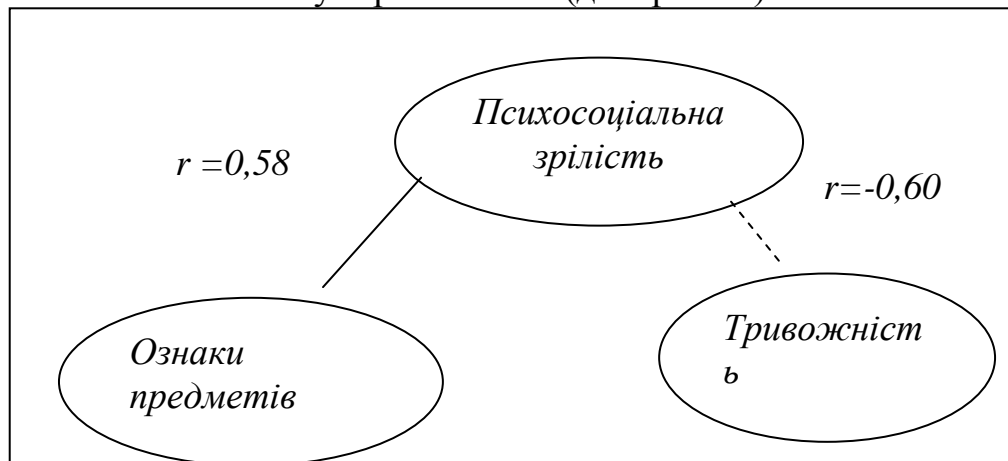 Психосоціальна
зрілість
r =0,58
r=-0,60
Ознаки
предметів
Тривожніст
ь